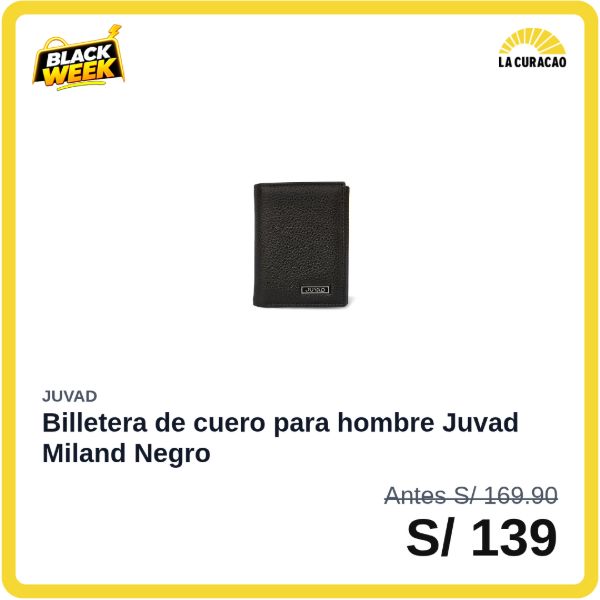 BLACK
WEEK
LA CURACAO
JUVAD
JUVAD
Billetera de cuero para hombre Juvad
Miland Negro
Antes S/ 169.90
S/ 139